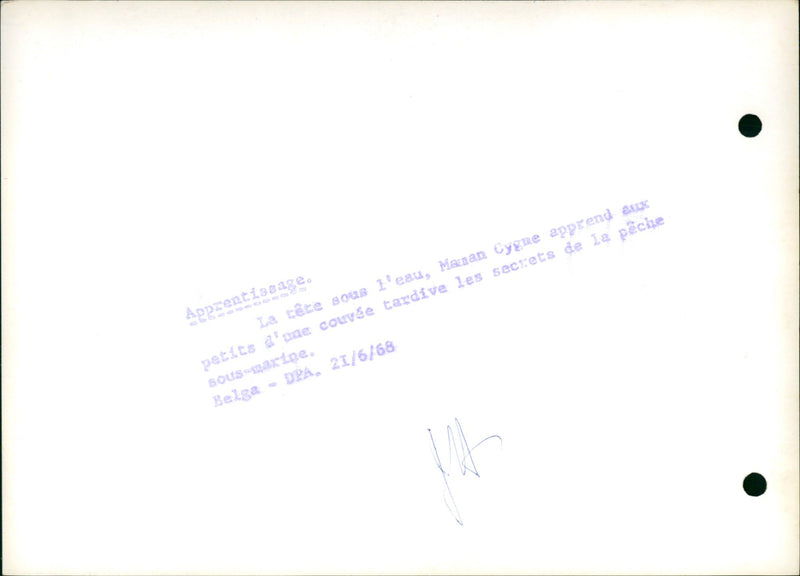 Apprentissage.
La tête sous l'eau, Maman Cygne apprend aux
petits d'une couvée tardive les secrets de la pêche
sous-marine.
Belga - DPA. 21/6/68